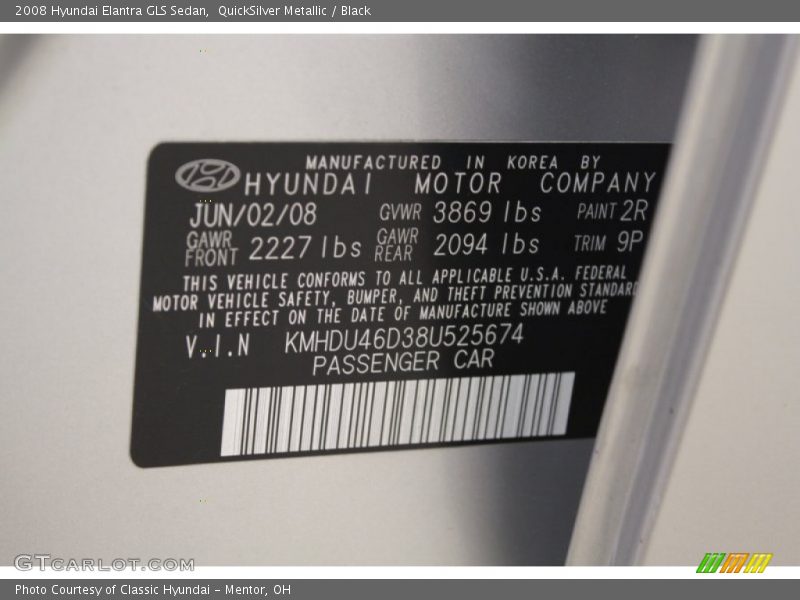 2008 Hyundai Elantra GLS Sedan,  QuickSilver Metallic / Black
MANUFACTURED IN KOREA BY
HYUNDAI MOTOR COMPANY
JUN/02/08 GVWR 3869 lbs PAINT 2R
GAWR FRONT 2227 lbs GAWR REAR 2094 lbs TRIM 9P
THIS VEHICLE CONFORMS TO ALL APPLICABLE U.S.A. FEDERAL
MOTOR VEHICLE SAFETY, BUMPER, AND THEFT PREVENTION STANDARD
IN EFFECT ON THE DATE OF MANUFACTURE SHOWN ABOVE
V.I.N KMHDU46D38U525674
PASSENGER CAR
GTCARLOT.COM
Photo Courtesy of Classic Hyundai - Mentor, OH